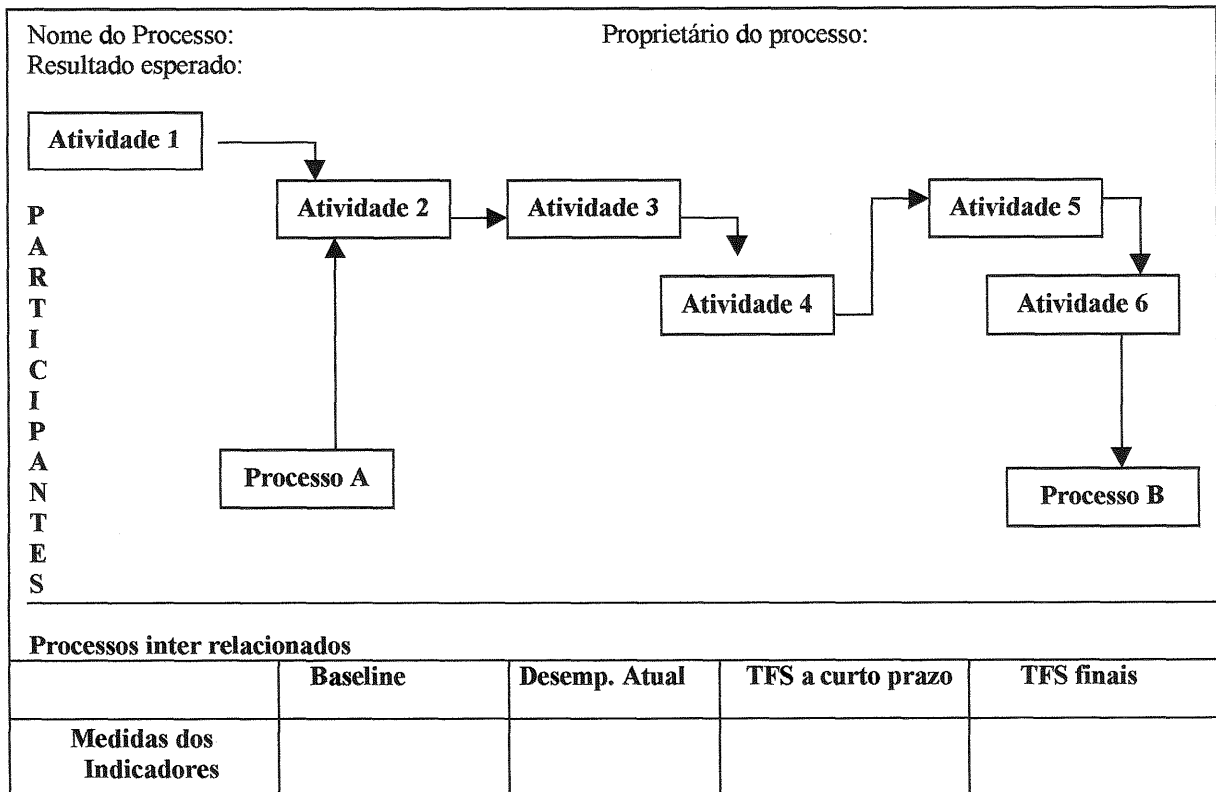 Nome do Processo: Proprietário do processo:
Resultado esperado:
Atividade 1
Atividade 2 Atividade 3 Atividade 5
Atividade 4 Atividade 6
PARTICIPANTES
Processo A
Processo B
Processos inter relacionados
Baseline Desemp. Atual TFS a curto prazo TFS finais
Medidas dos
Indicadores